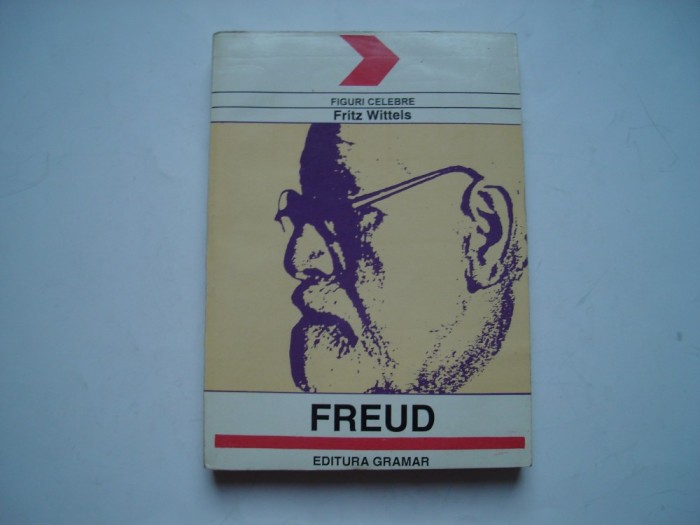 FIGURI CELEBRE
Fritz Wittels
FREUD
EDITURA GRAMAR